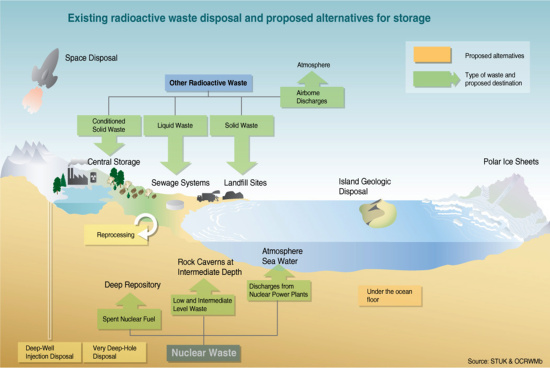 Existing radioactive waste disposal and proposed alternatives for storage
Space Disposal
Other Radioactive Waste
Atmosphere
Proposed alternatives
Type of waste and
proposed destination
Airborne
Discharges
Conditioned
Solid Waste
Liquid Waste
Solid Waste
Central Storage
Sewage Systems
Landfill Sites
Island Geologic
Disposal
Polar Ice Sheets
Reprocessing
Rock Caverns at
Intermediate Depth
Atmosphere
Sea Water
Deep Repository
Low and Intermediate
Level Waste
Discharges from
Nuclear Power Plants
Under the ocean
floor
Spent Nuclear Fuel
Deep-Well
Injection Disposal
Very Deep-Hole
Disposal
Nuclear Waste
Source: STUK & OCRWMb